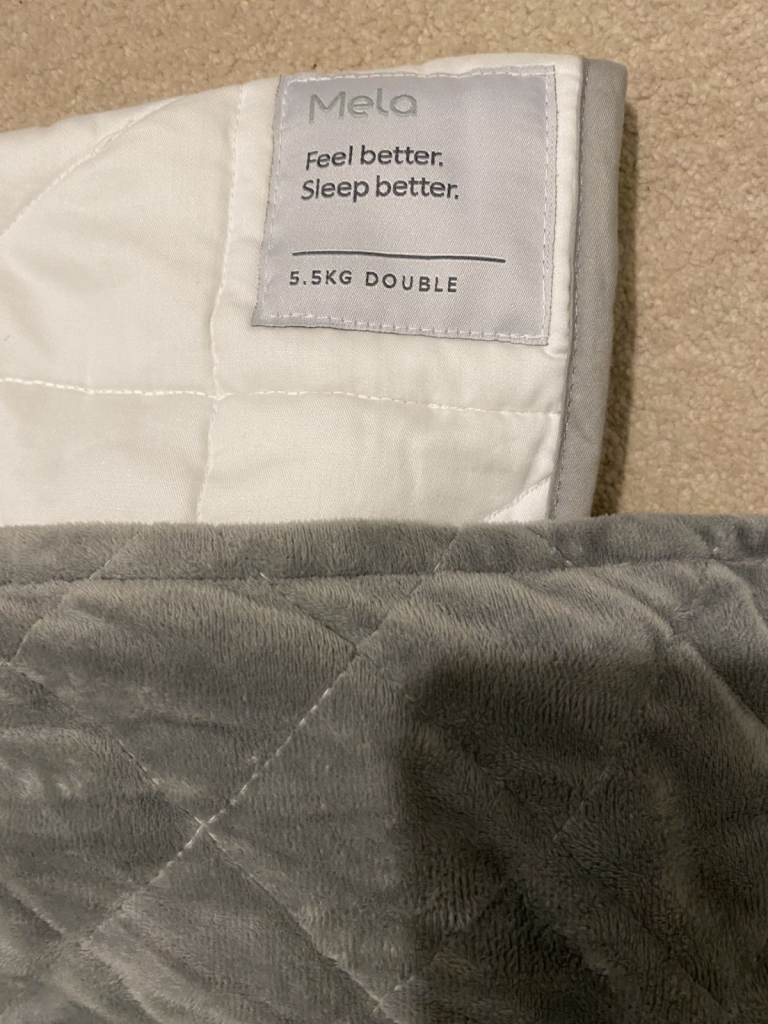 Mela
Feel better.
Sleep better.
5.5KG DOUBLE